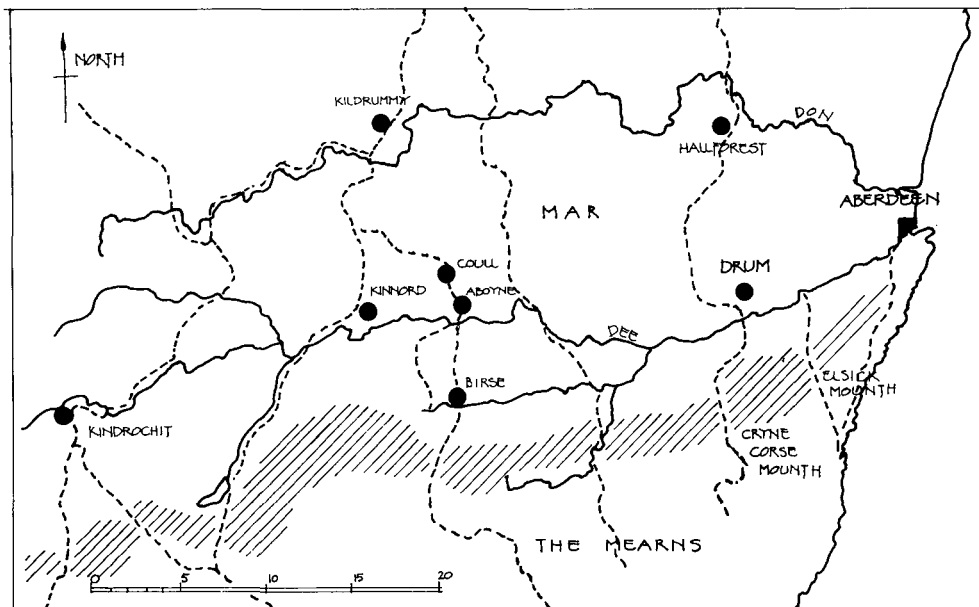 NORTH
KILDRUMMY
DON
HALLFOREST
ABERDEEN
MAR
COULL
DRUM
KINNORD
ABOYNE
DEE
BIRSE
ELSICK
MOUNTH
KINDROCHIT
CRYNE
CORSE
MOUNTH
THE MEARNS
0 5 10 15 20